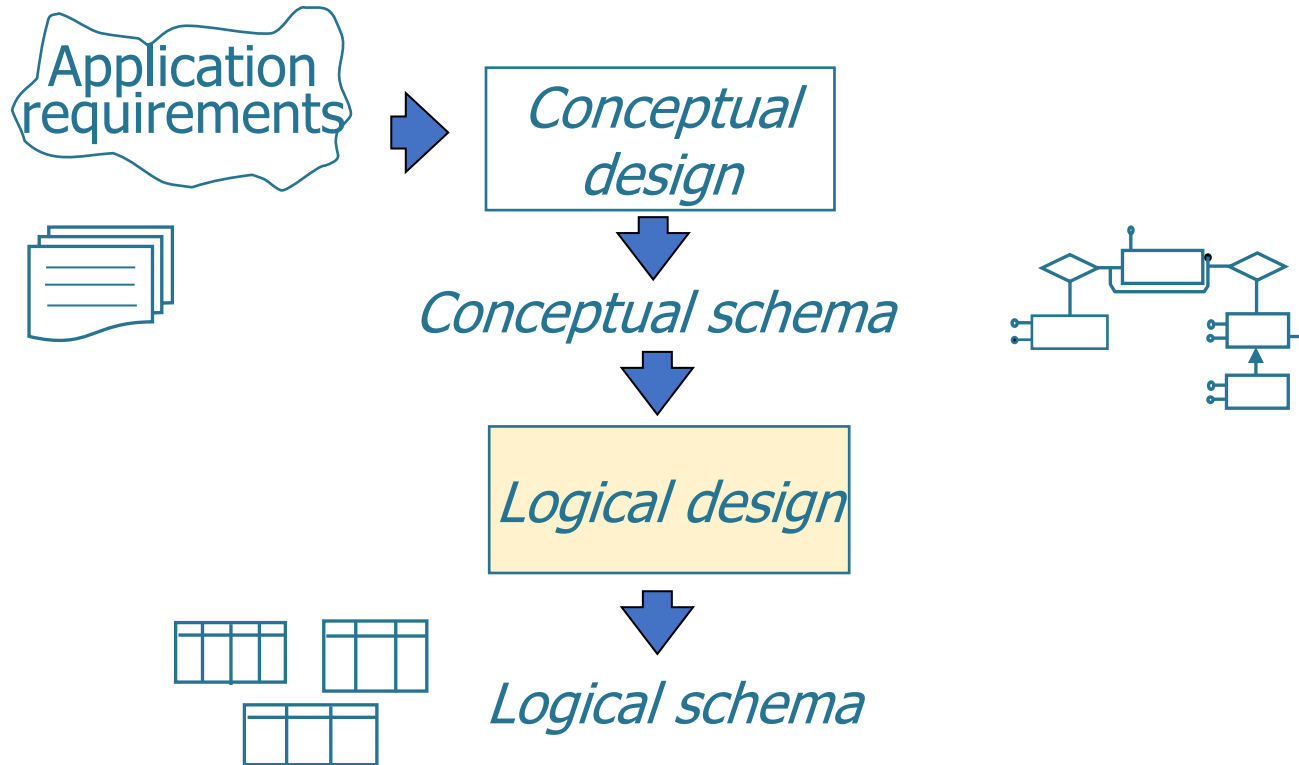 Application
requirements
Conceptual
design
Conceptual schema
Logical design
Logical schema